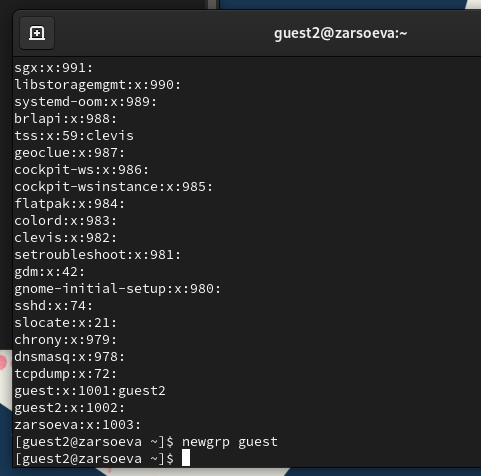 guest2@zarsoeva:~
sgx:x:991:
libstoragemgmt:x:990:
systemd-oom:x:989:
brlapi:x:988:
tss:x:59:clevis
geoclue:x:987:
cockpit-ws:x:986:
cockpit-wsinstance:x:985:
flatpak:x:984:
colord:x:983:
clevis:x:982:
setroubleshoot:x:981:
gdm:x:42:
gnome-initial-setup:x:980:
sshd:x:74:
slocate:x:21:
chrony:x:979:
dnsmasq:x:978:
tcpdump:x:72:
guest:x:1001:guest2
guest2:x:1002:
zarsoeva:x:1003:
[guest2@zarsoeva ~]$ newgrp guest
[guest2@zarsoeva ~]$